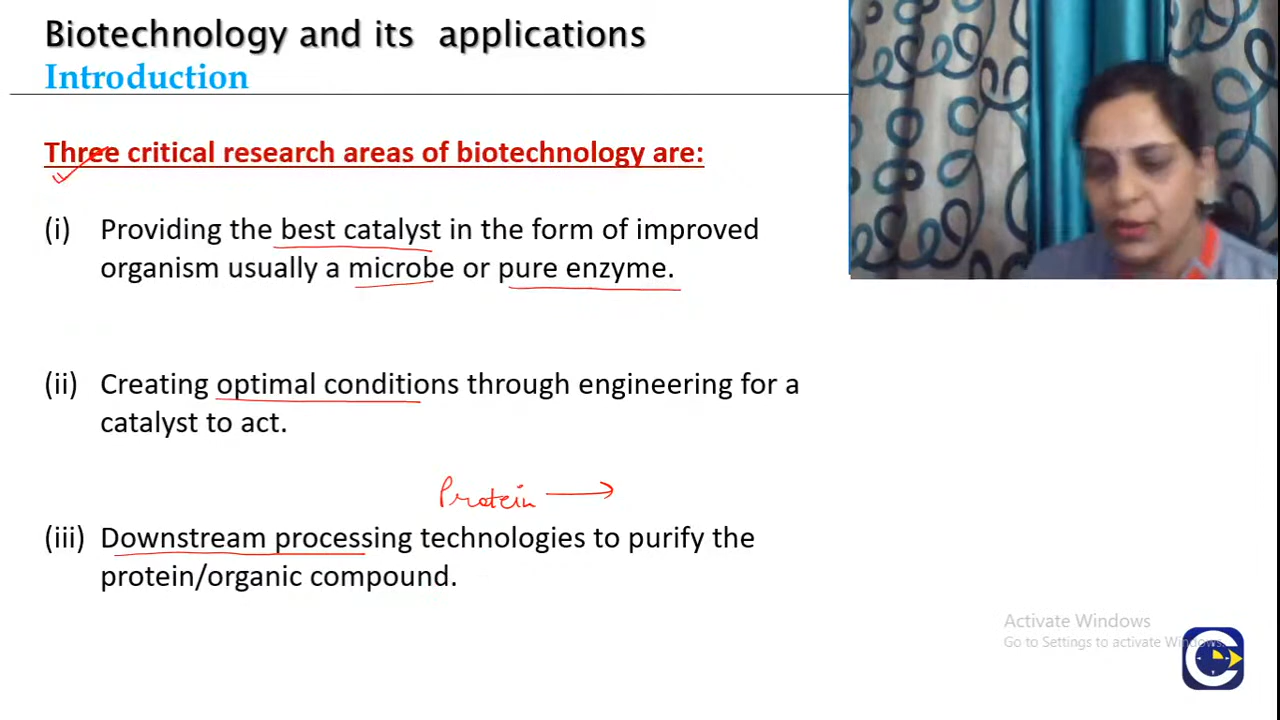 Biotechnology and its applications
Introduction
Three critical research areas of biotechnology are:
(i) Providing the best catalyst in the form of improved
organism usually a microbe or pure enzyme.
(ii) Creating optimal conditions through engineering for a
catalyst to act.
Protein →
(iii) Downstream processing technologies to purify the
protein/organic compound.
Activate Windows
Go to Settings to activate Windows.